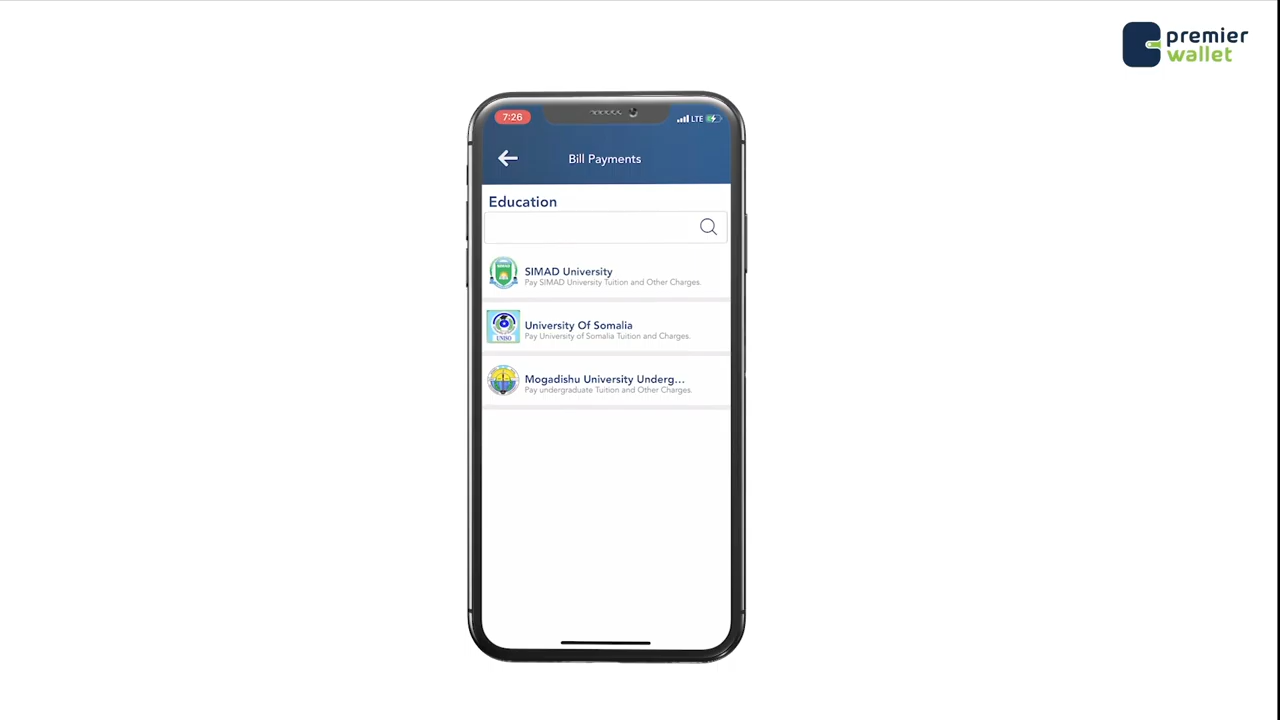 premier
wallet
7:26
LTE
Bill Payments
Education
SIMAD University
Pay SIMAD University Tuition and Other Charges.
University Of Somalia
Pay University of Somalia Tuition and Charges.
UNISO
Mogadishu University Underg...
Pay undergraduate Tuition and Other Charges.